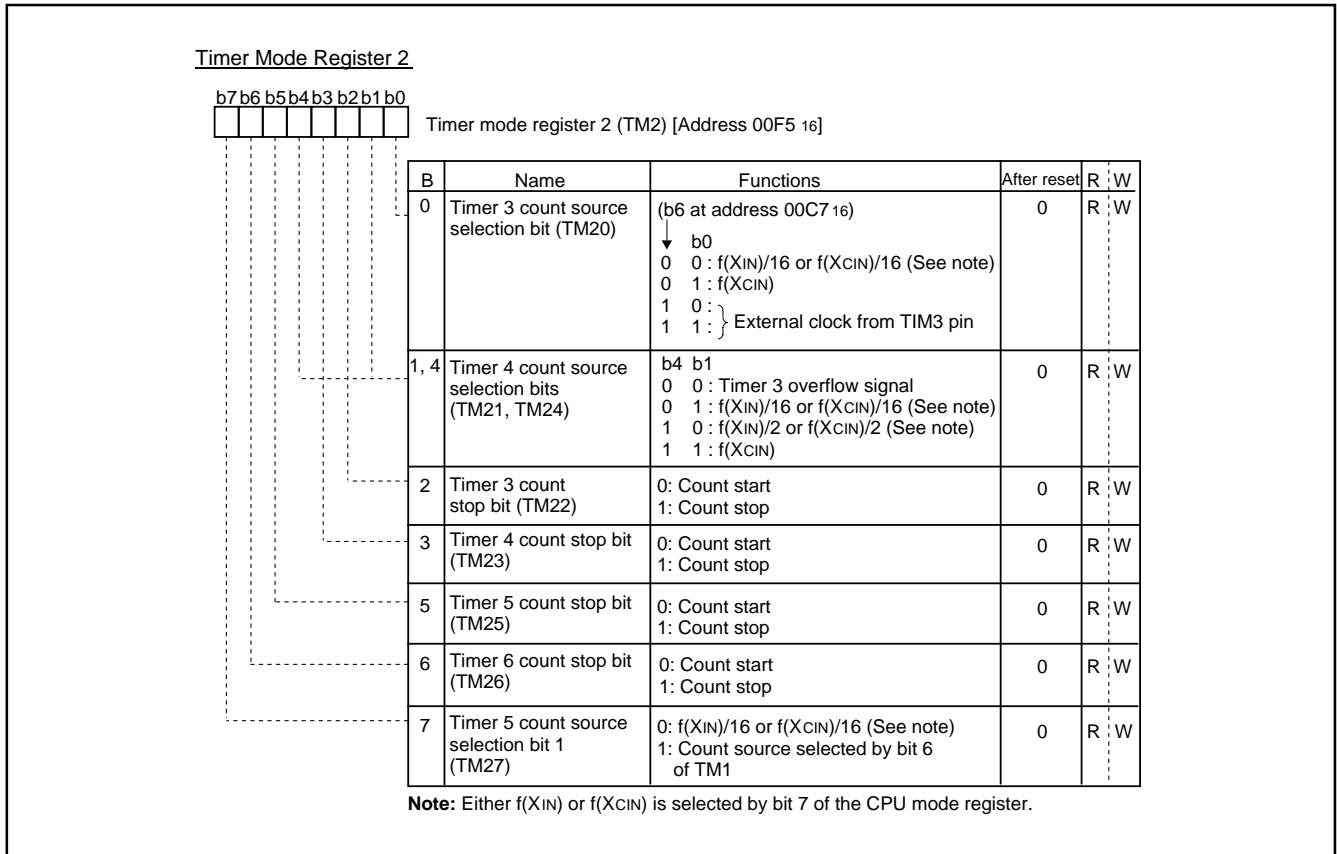 Timer Mode Register 2
b7 b6 b5 b4 b3 b2 b1 b0
Timer mode register 2 (TM2) [Address 00F5 16]
B Name Functions After reset R W
0 Timer 3 count source selection bit (TM20) (b6 at address 00C7 16) 0 R W
b0
0 0 : f(XIN)/16 or f(XCIN)/16 (See note)
0 1 : f(XCIN)
1 0 :
1 1 : External clock from TIM3 pin
1, 4 Timer 4 count source selection bits (TM21, TM24) b4 b1 0 R W
0 0 : Timer 3 overflow signal
0 1 : f(XIN)/16 or f(XCIN)/16 (See note)
1 0 : f(XIN)/2 or f(XCIN)/2 (See note)
1 1 : f(XCIN)
2 Timer 3 count stop bit (TM22) 0: Count start 0 R W
1: Count stop
3 Timer 4 count stop bit (TM23) 0: Count start 0 R W
1: Count stop
5 Timer 5 count stop bit (TM25) 0: Count start 0 R W
1: Count stop
6 Timer 6 count stop bit (TM26) 0: Count start 0 R W
1: Count stop
7 Timer 5 count source selection bit 1 (TM27) 0: f(XIN)/16 or f(XCIN)/16 (See note) 0 R W
1: Count source selected by bit 6
of TM1
Note: Either f(XIN) or f(XCIN) is selected by bit 7 of the CPU mode register.